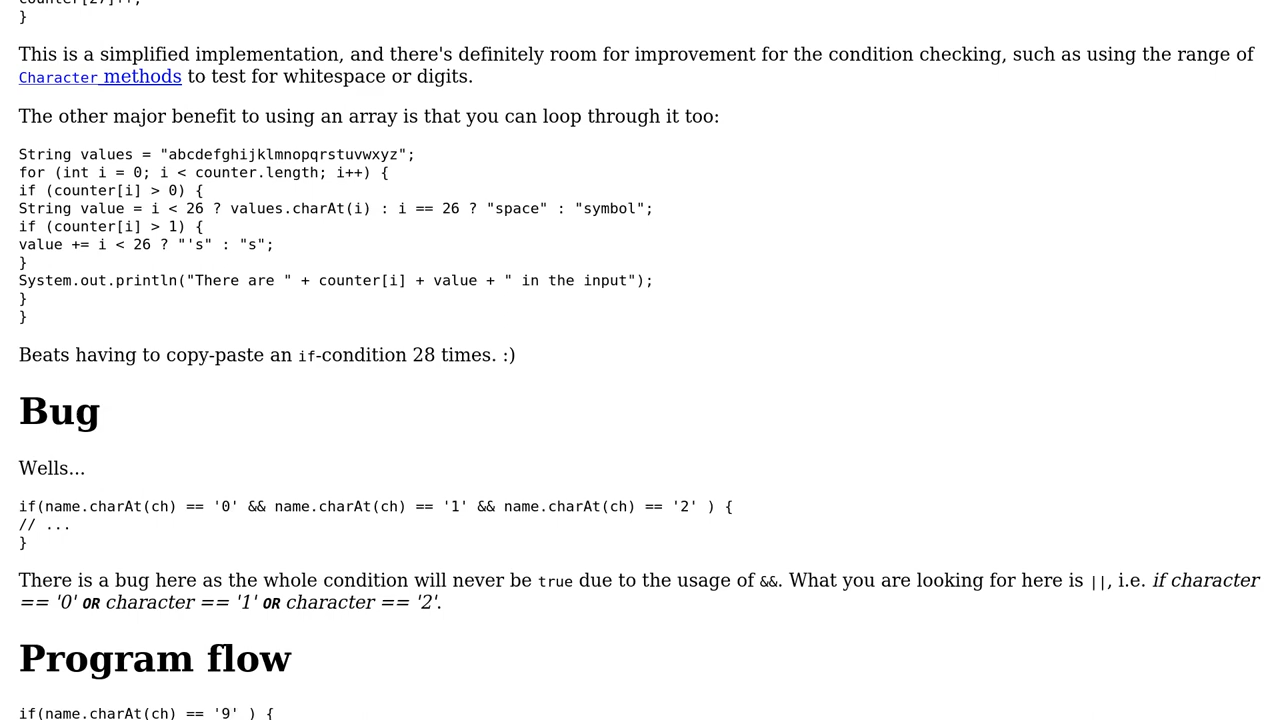 counter[27]++;
}
This is a simplified implementation, and there's definitely room for improvement for the condition checking, such as using the range of
Character methods to test for whitespace or digits.
The other major benefit to using an array is that you can loop through it too:
String values = "abcdefghijklmnopqrstuvwxyz";
for (int i = 0; i < counter.length; i++) {
if (counter[i] > 0) {
String value = i < 26 ? values.charAt(i) : i == 26 ? "space" : "symbol";
if (counter[i] > 1) {
value += i < 26 ? "'s" : "s";
}
System.out.println("There are " + counter[i] + value + " in the input");
}
}
Beats having to copy-paste an if-condition 28 times. :)
Bug
Wells...
if(name.charAt(ch) == '0' && name.charAt(ch) == '1' && name.charAt(ch) == '2' ) {
// ...
}
There is a bug here as the whole condition will never be true due to the usage of &&. What you are looking for here is ||, i.e. if character
== '0' OR character == '1' OR character == '2'.
Program flow
if(name.charAt(ch) == '9' ) {